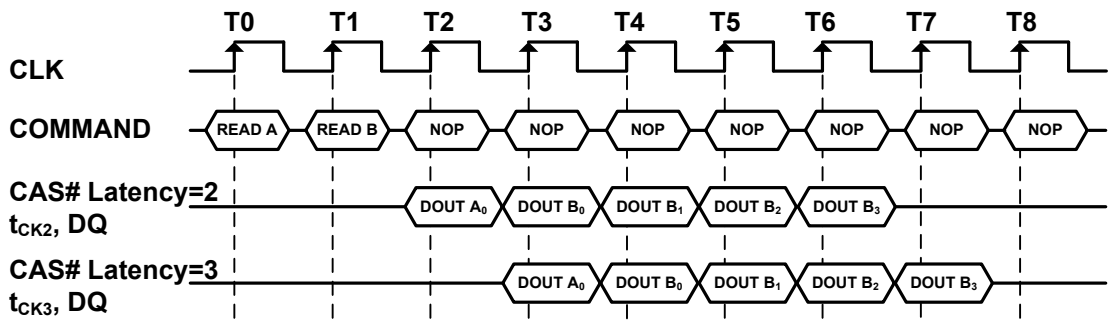 T0 T1 T2 T3 T4 T5 T6 T7 T8
CLK
COMMAND READ A READ B NOP NOP NOP NOP NOP NOP NOP
CAS# Latency=2
tCK2, DQ DOUT A0 DOUT B0 DOUT B1 DOUT B2 DOUT B3
CAS# Latency=3
tCK3, DQ DOUT A0 DOUT B0 DOUT B1 DOUT B2 DOUT B3